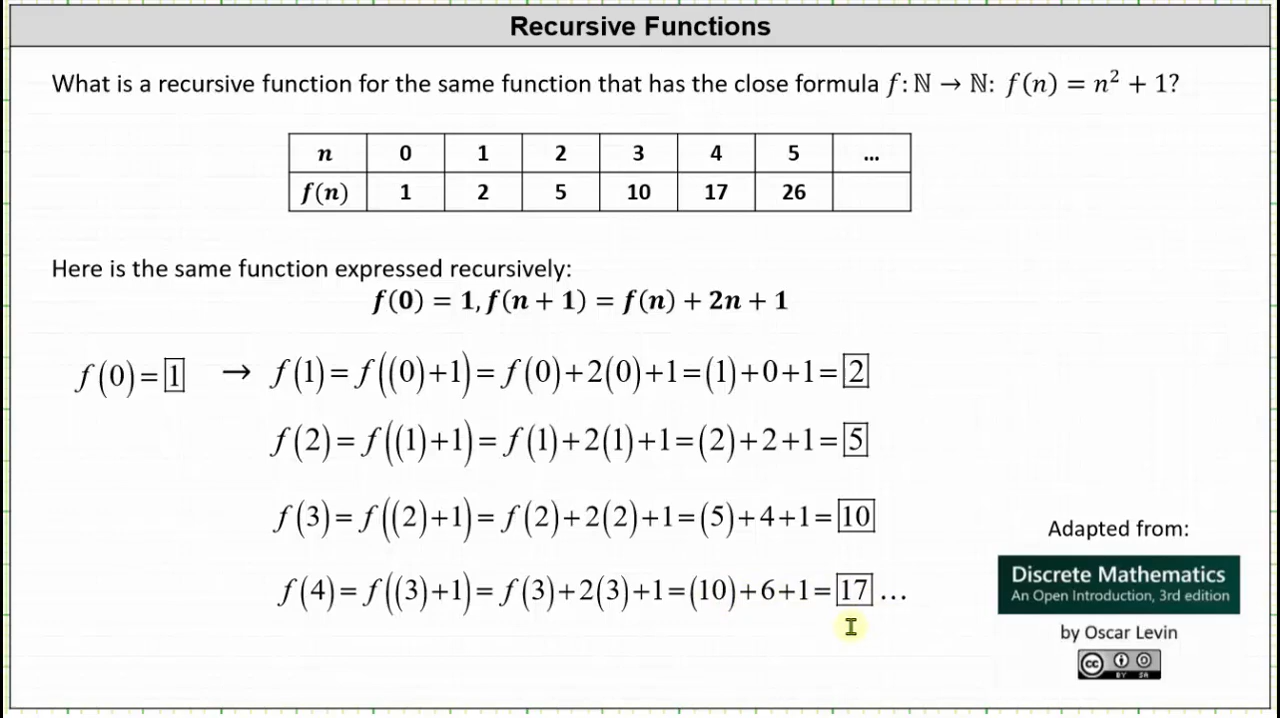 Recursive Functions
What is a recursive function for the same function that has the close formula f: ℕ → ℕ: f(n) = n² + 1?
n 0 1 2 3 4 5 ...
f(n) 1 2 5 10 17 26
Here is the same function expressed recursively:
f(0) = 1, f(n + 1) = f(n) + 2n + 1
f(0)=1 → f(1)=f((0)+1)=f(0)+2(0)+1=(1)+0+1=2
f(2)=f((1)+1)=f(1)+2(1)+1=(2)+2+1=5
f(3)=f((2)+1)=f(2)+2(2)+1=(5)+4+1=10
f(4)=f((3)+1)=f(3)+2(3)+1=(10)+6+1=17 ...
Adapted from:
Discrete Mathematics
An Open Introduction, 3rd edition
by Oscar Levin
cc
BY SA